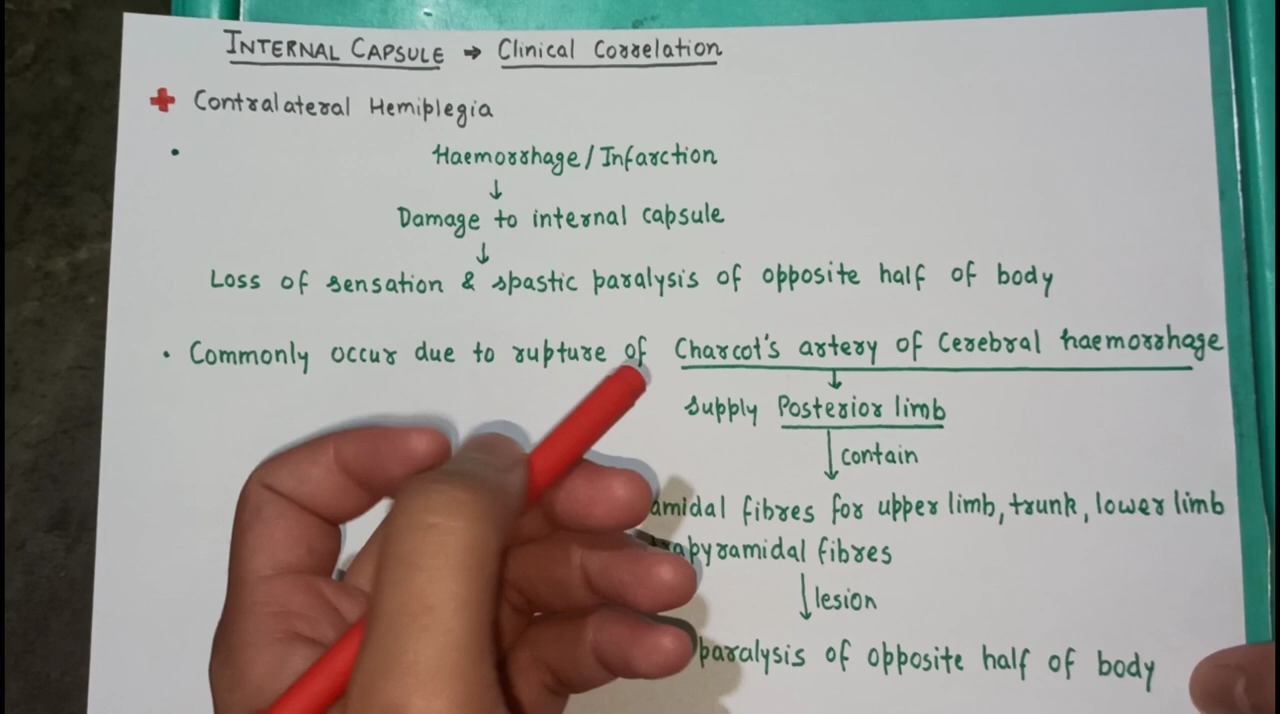 INTERNAL CAPSULE → Clinical Correlation
+ Contralateral Hemiplegia
• Haemorrhage/Infarction
↓
Damage to internal capsule
↓
Loss of sensation & spastic paralysis of opposite half of body
• Commonly occur due to rupture of Charcot's artery of Cerebral haemorrhage
↓
supply Posterior limb
↓ contain
amidal fibres for upper limb, trunk, lower limb
apyramidal fibres
↓ lesion
paralysis of opposite half of body